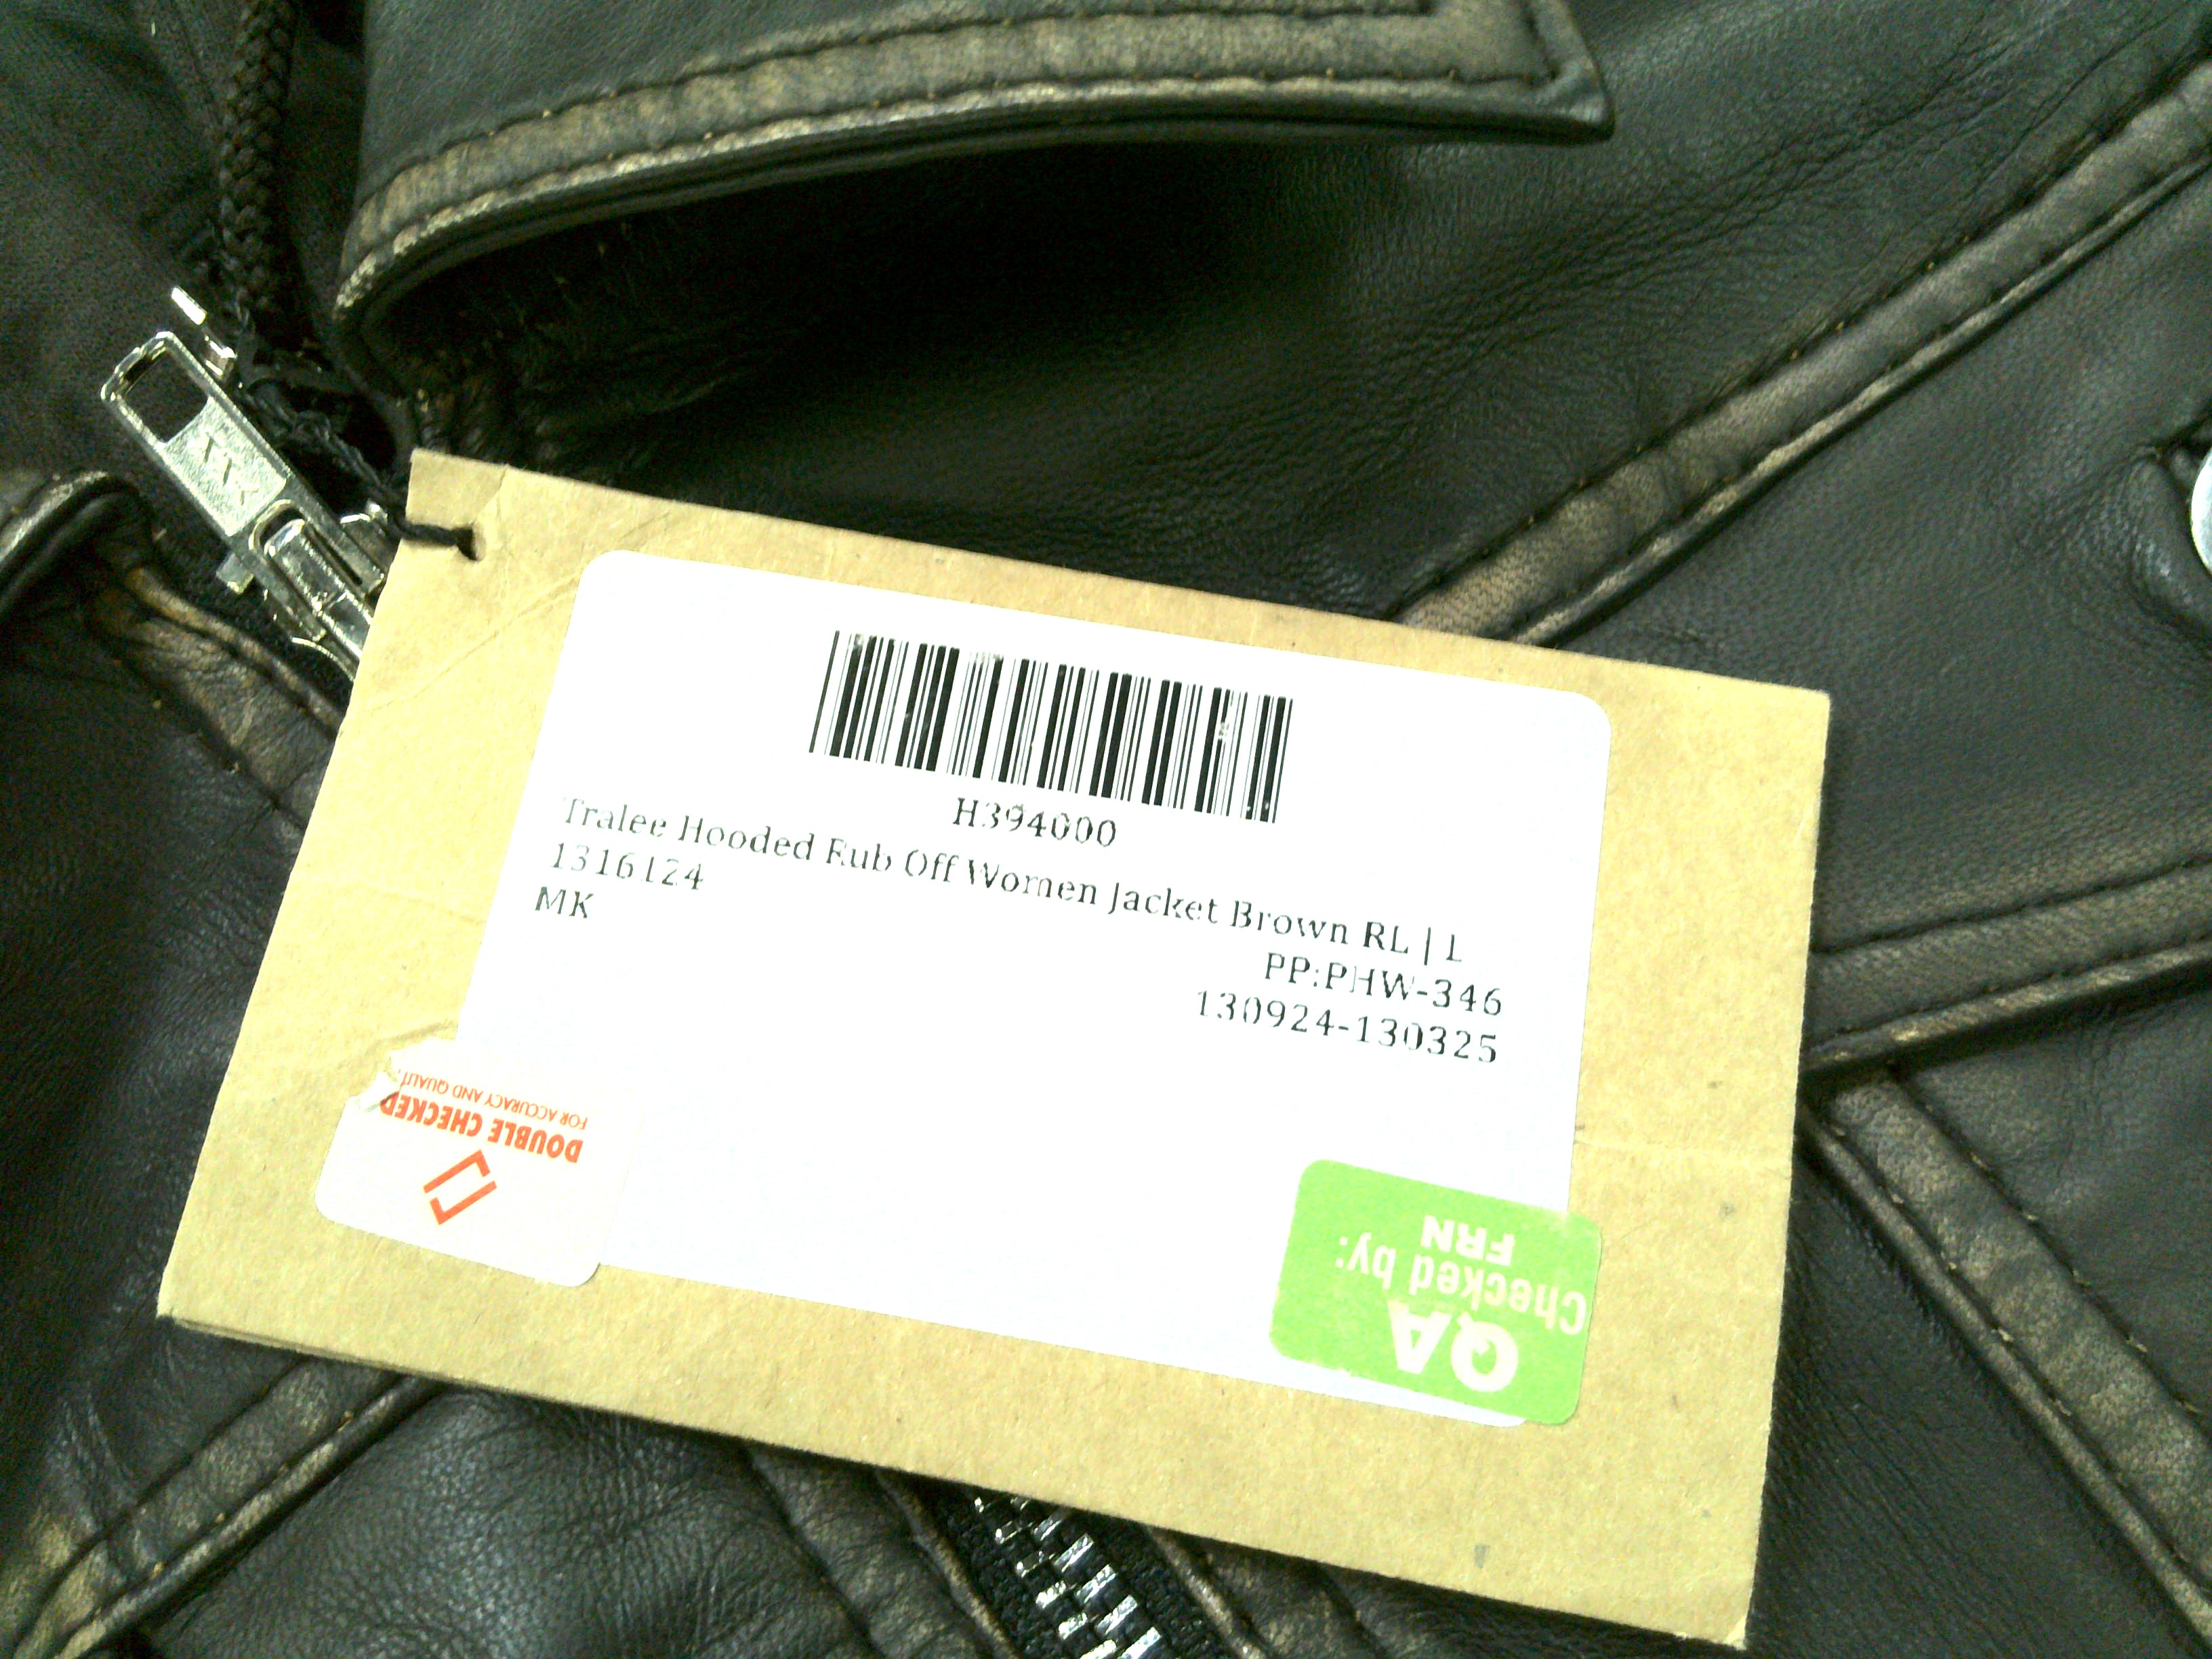 H394000
Tralee Hooded Rub Off Women Jacket Brown RL | L
1316124
PP:PHW-346
MK
130924-130325
DOUBLE CHECKED
FOR ACCURACY AND
QA
Checked by:
FRN
YKK